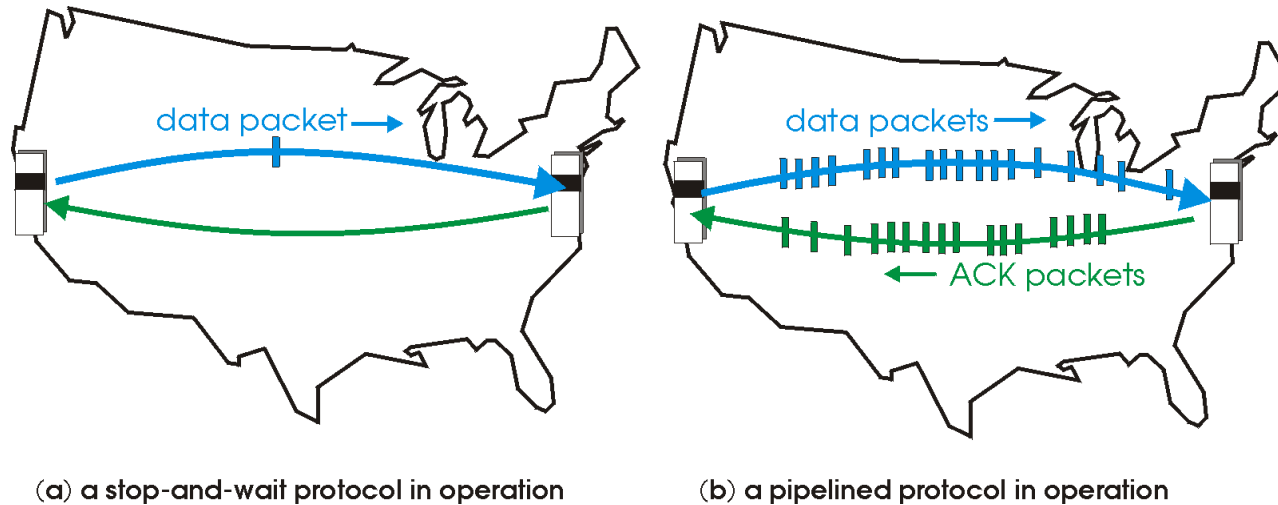 data packet
data packets
ACK packets
(a) a stop-and-wait protocol in operation
(b) a pipelined protocol in operation